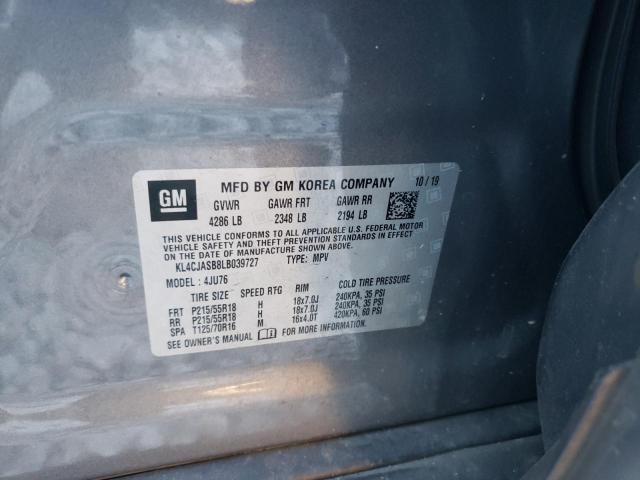 GM
MFD BY GM KOREA COMPANY 10/19
GVWR GAWR FRT GAWR RR
4286 LB 2348 LB 2194 LB
THIS VEHICLE CONFORMS TO ALL APPLICABLE U.S. FEDERAL MOTOR
VEHICLE SAFETY AND THEFT PREVENTION STANDARDS IN EFFECT
ON THE DATE OF MANUFACTURE SHOWN ABOVE.
KL4CJASB8LB039727 TYPE: MPV
MODEL: 4JU76
TIRE SIZE SPEED RTG RIM COLD TIRE PRESSURE
FRT P215/55R18 H 18x7.0J 240KPA, 35 PSI
RR P215/55R18 H 18x7.0J 240KPA, 35 PSI
SPA T125/70R16 M 16x4.0T 420KPA, 60 PSI
SEE OWNER'S MANUAL FOR MORE INFORMATION.